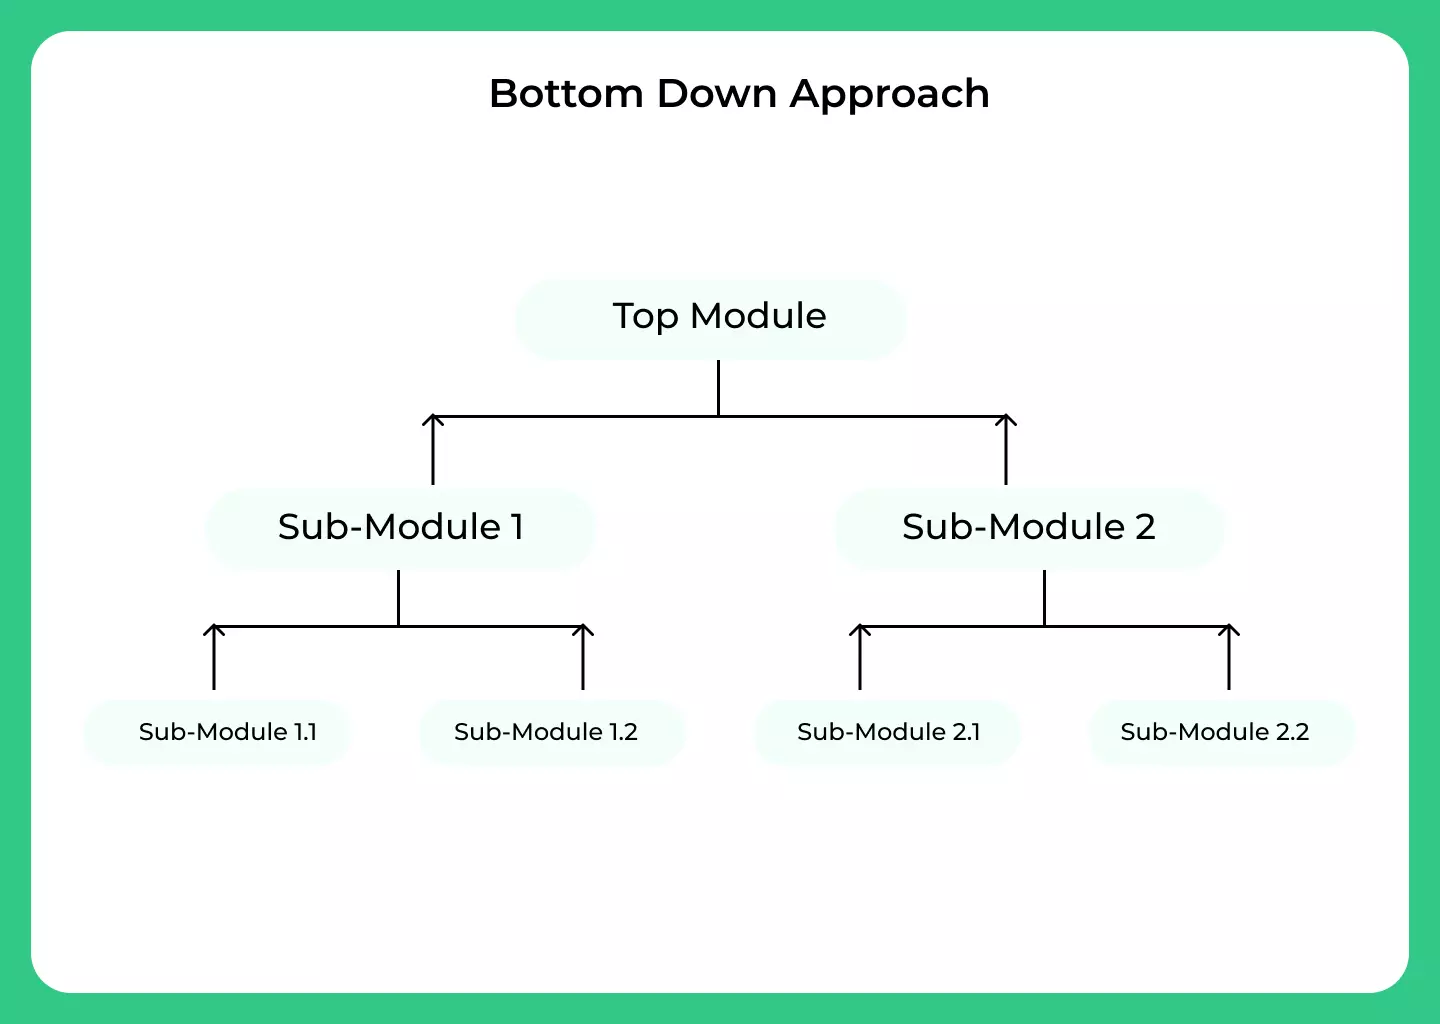 Bottom Down Approach
Top Module
Sub-Module 1
Sub-Module 2
Sub-Module 1.1
Sub-Module 1.2
Sub-Module 2.1
Sub-Module 2.2